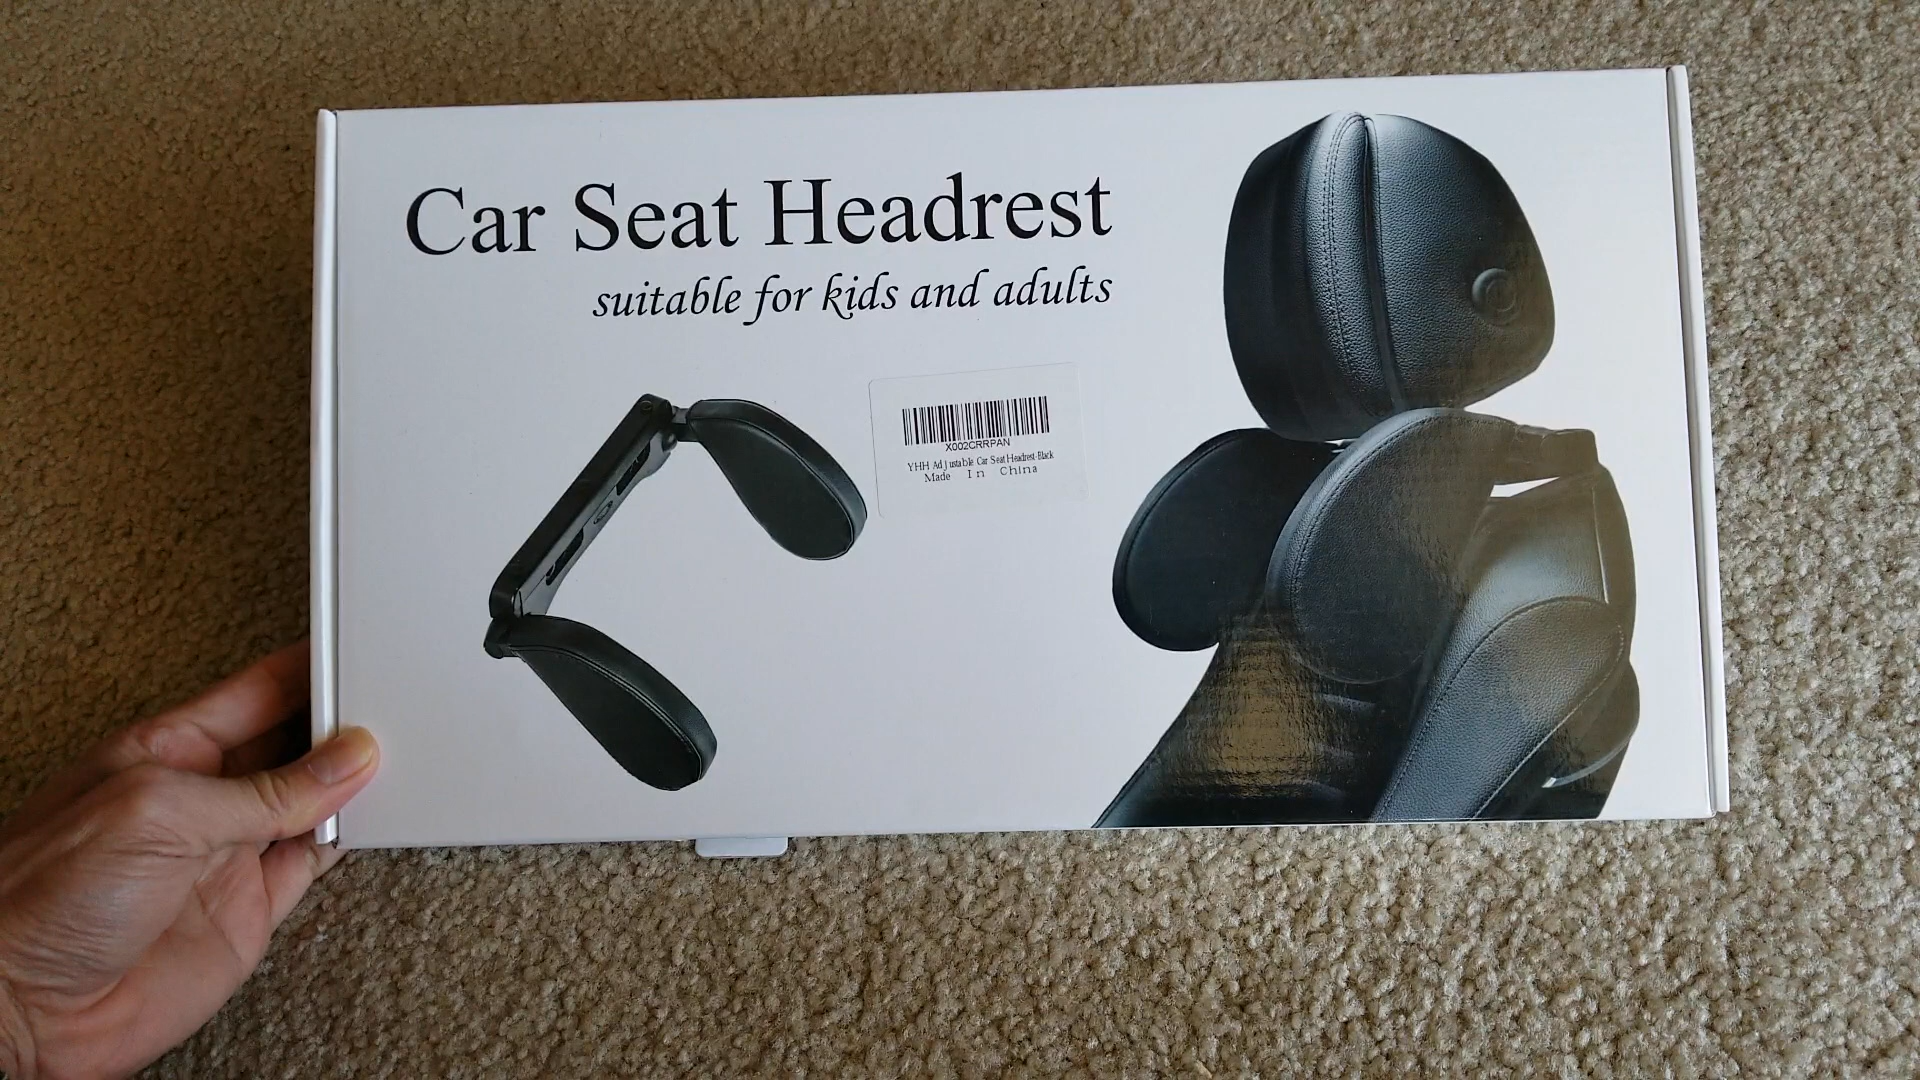 Car Seat Headrest
suitable for kids and adults
X002CRRPAN
YHH Adjustable Car Seat Headrest-Black
Made In China